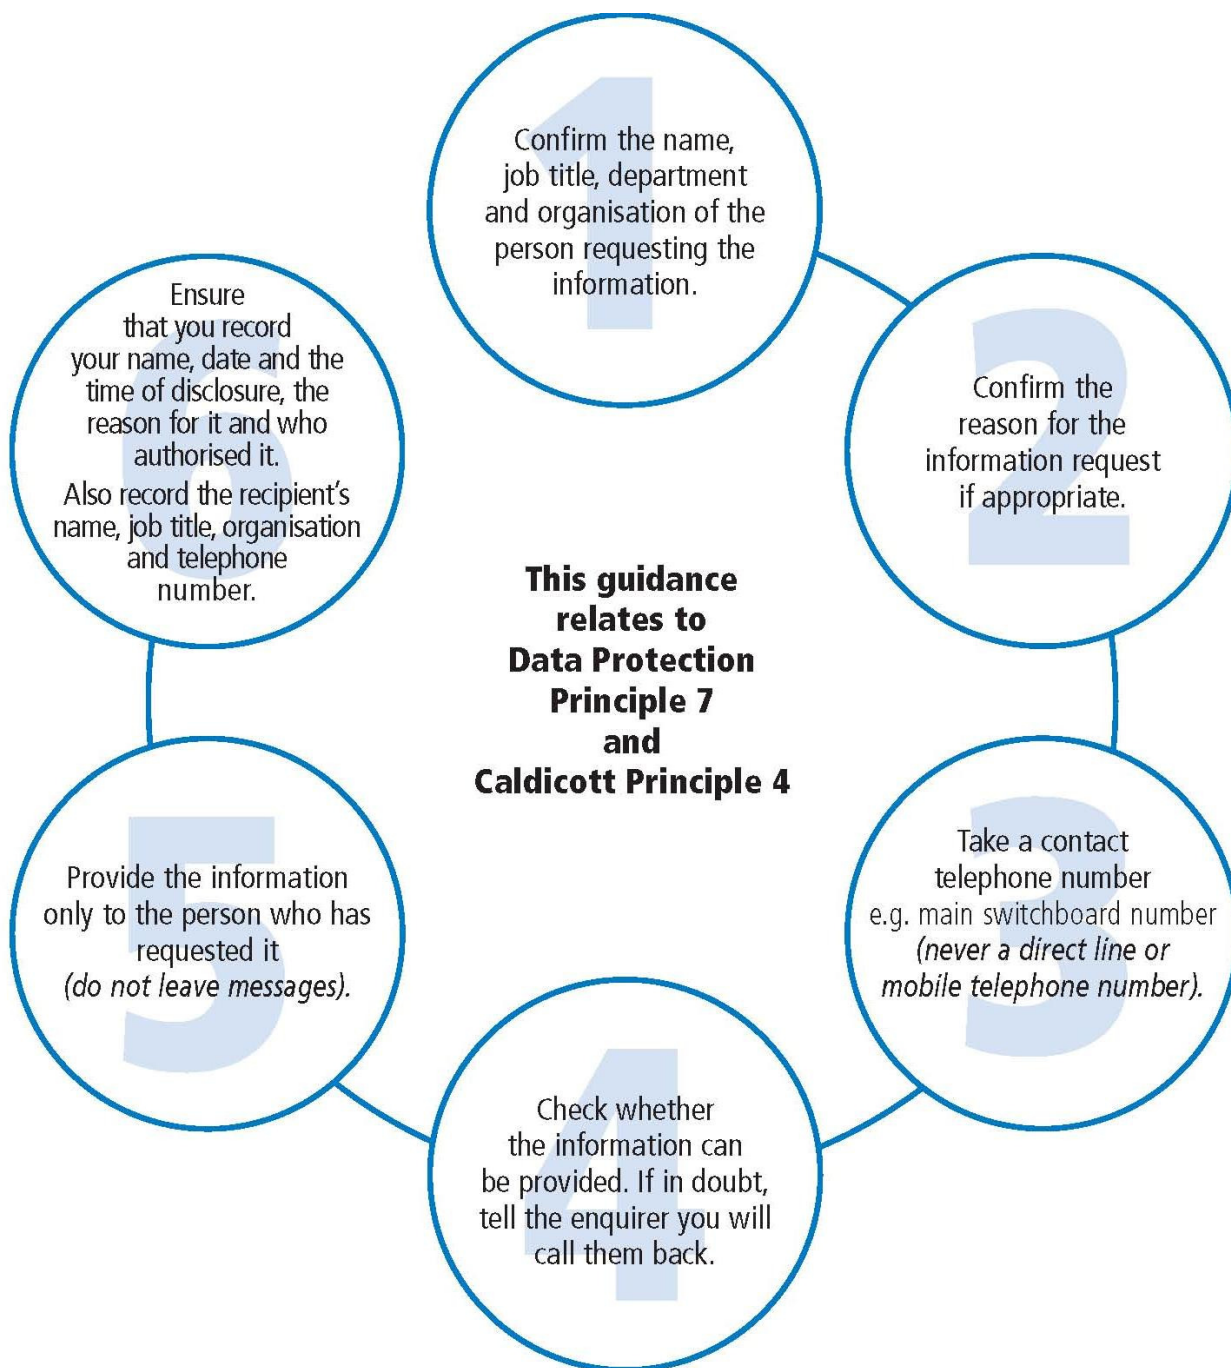 1
Confirm the name,
job title, department
and organisation of the
person requesting the
information.
2
Confirm the
reason for the
information request
if appropriate.
3
Take a contact
telephone number
e.g. main switchboard number
(never a direct line or
mobile telephone number).
4
Check whether
the information can
be provided. If in doubt,
tell the enquirer you will
call them back.
5
Provide the information
only to the person who has
requested it
(do not leave messages).
6
Ensure
that you record
your name, date and the
time of disclosure, the
reason for it and who
authorised it.
Also record the recipient's
name, job title, organisation
and telephone
number.
This guidance
relates to
Data Protection
Principle 7
and
Caldicott Principle 4